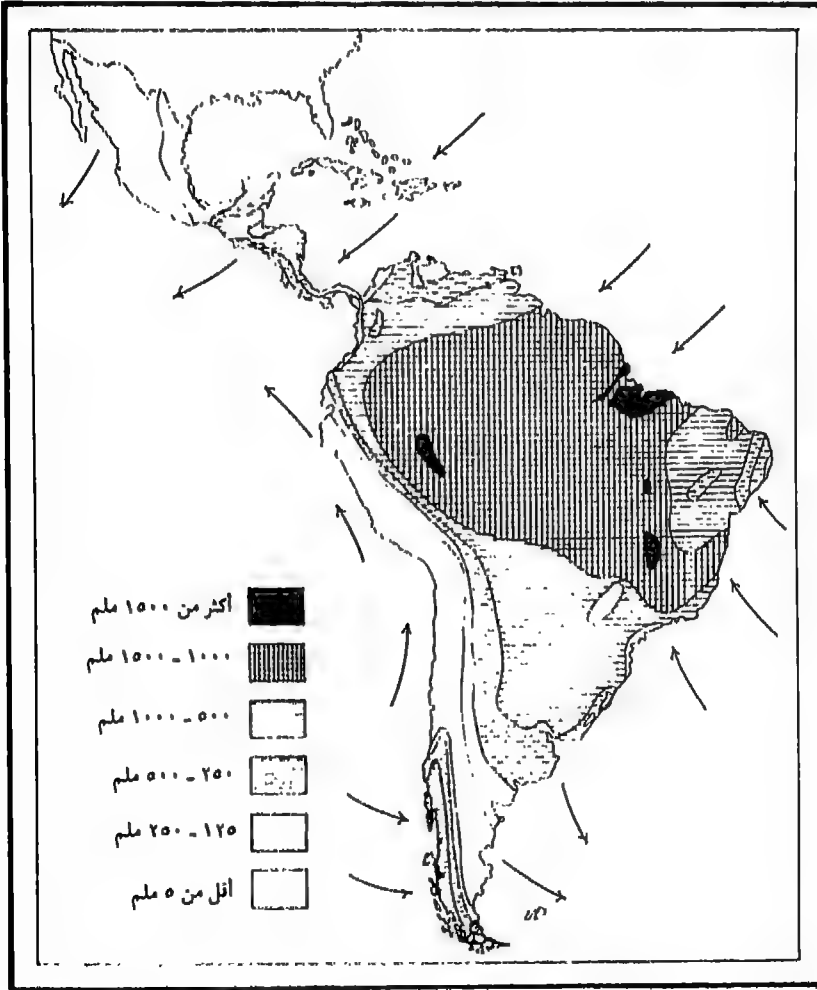 أكثر من ١٥٠٠ ملم
١٠٠٠ ـ ١٥٠٠ ملم
٥٠٠ ـ ١٠٠٠ ملم
٢٥٠ ـ ٥٠٠ ملم
١٢٥ ـ ٢٥٠ ملم
أقل من ٥ ملم